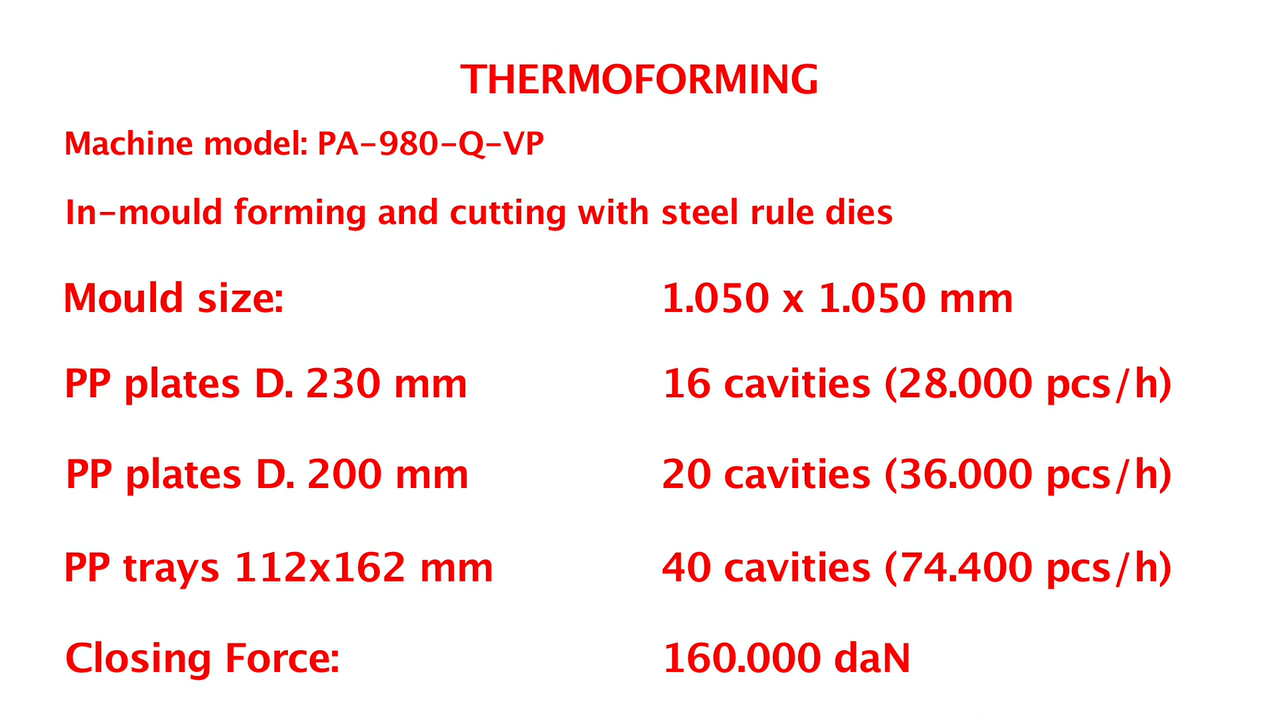 THERMOFORMING
Machine model: PA-980-Q-VP
In-mould forming and cutting with steel rule dies
Mould size: 1.050 x 1.050 mm
PP plates D. 230 mm 16 cavities (28.000 pcs/h)
PP plates D. 200 mm 20 cavities (36.000 pcs/h)
PP trays 112x162 mm 40 cavities (74.400 pcs/h)
Closing Force: 160.000 daN